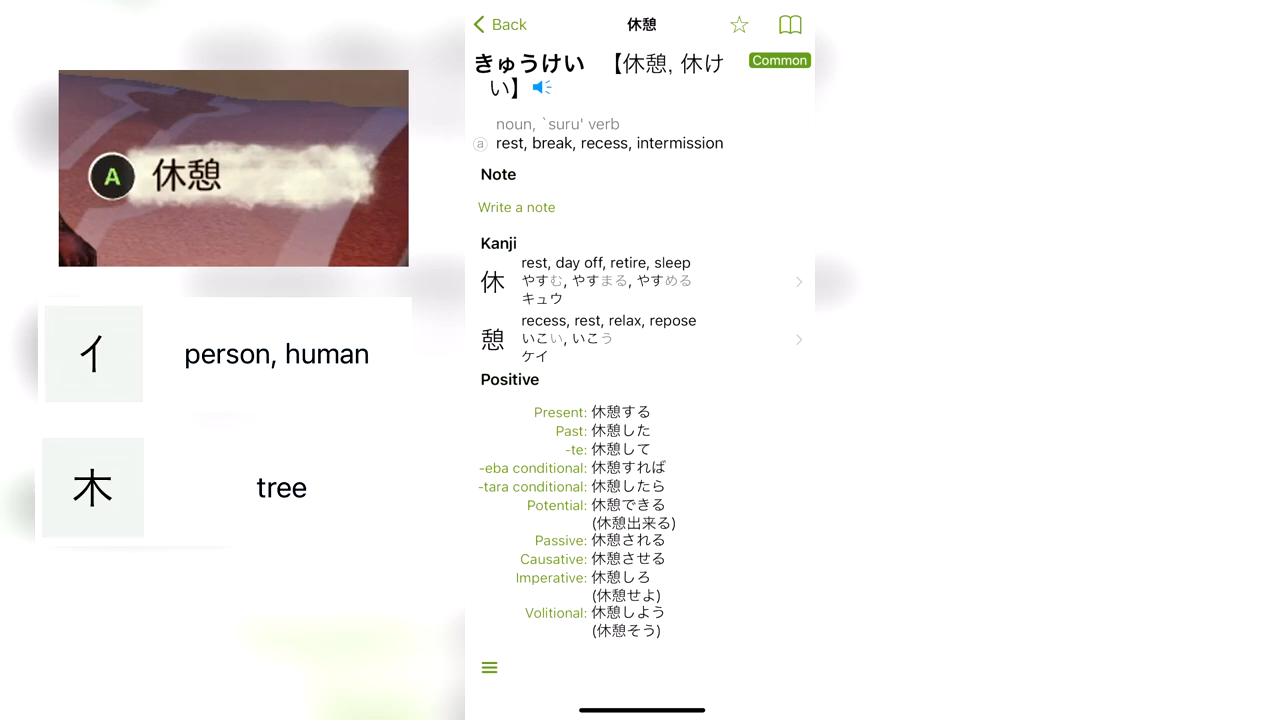 A 休憩
亻 person, human
木 tree
Back 休憩
きゅうけい 【休憩, 休け
い】 Common
noun, `suru' verb
a rest, break, recess, intermission
Note
Write a note
Kanji
休 rest, day off, retire, sleep
やすむ, やすまる, やすめる
キュウ
憩 recess, rest, relax, repose
いこい, いこう
ケイ
Positive
Present: 休憩する
Past: 休憩した
-te: 休憩して
-eba conditional: 休憩すれば
-tara conditional: 休憩したら
Potential: 休憩できる
(休憩出来る)
Passive: 休憩される
Causative: 休憩させる
Imperative: 休憩しろ
(休憩せよ)
Volitional: 休憩しよう
(休憩そう)